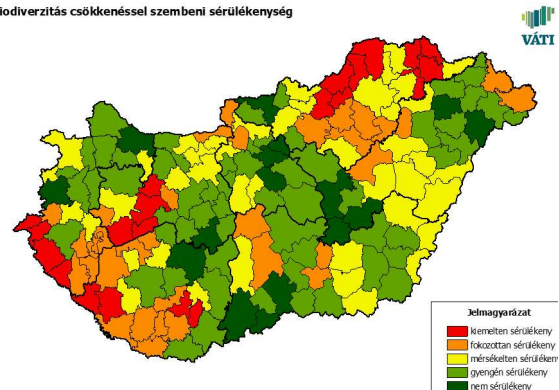 iodiverzitás csökkenéssel szembeni sérülékenység
VÁTI
Jelmagyarázat
kiemelten sérülékeny
fokozottan sérülékeny
mérsékelten sérülékeny
gyengén sérülékeny
nem sérülékeny